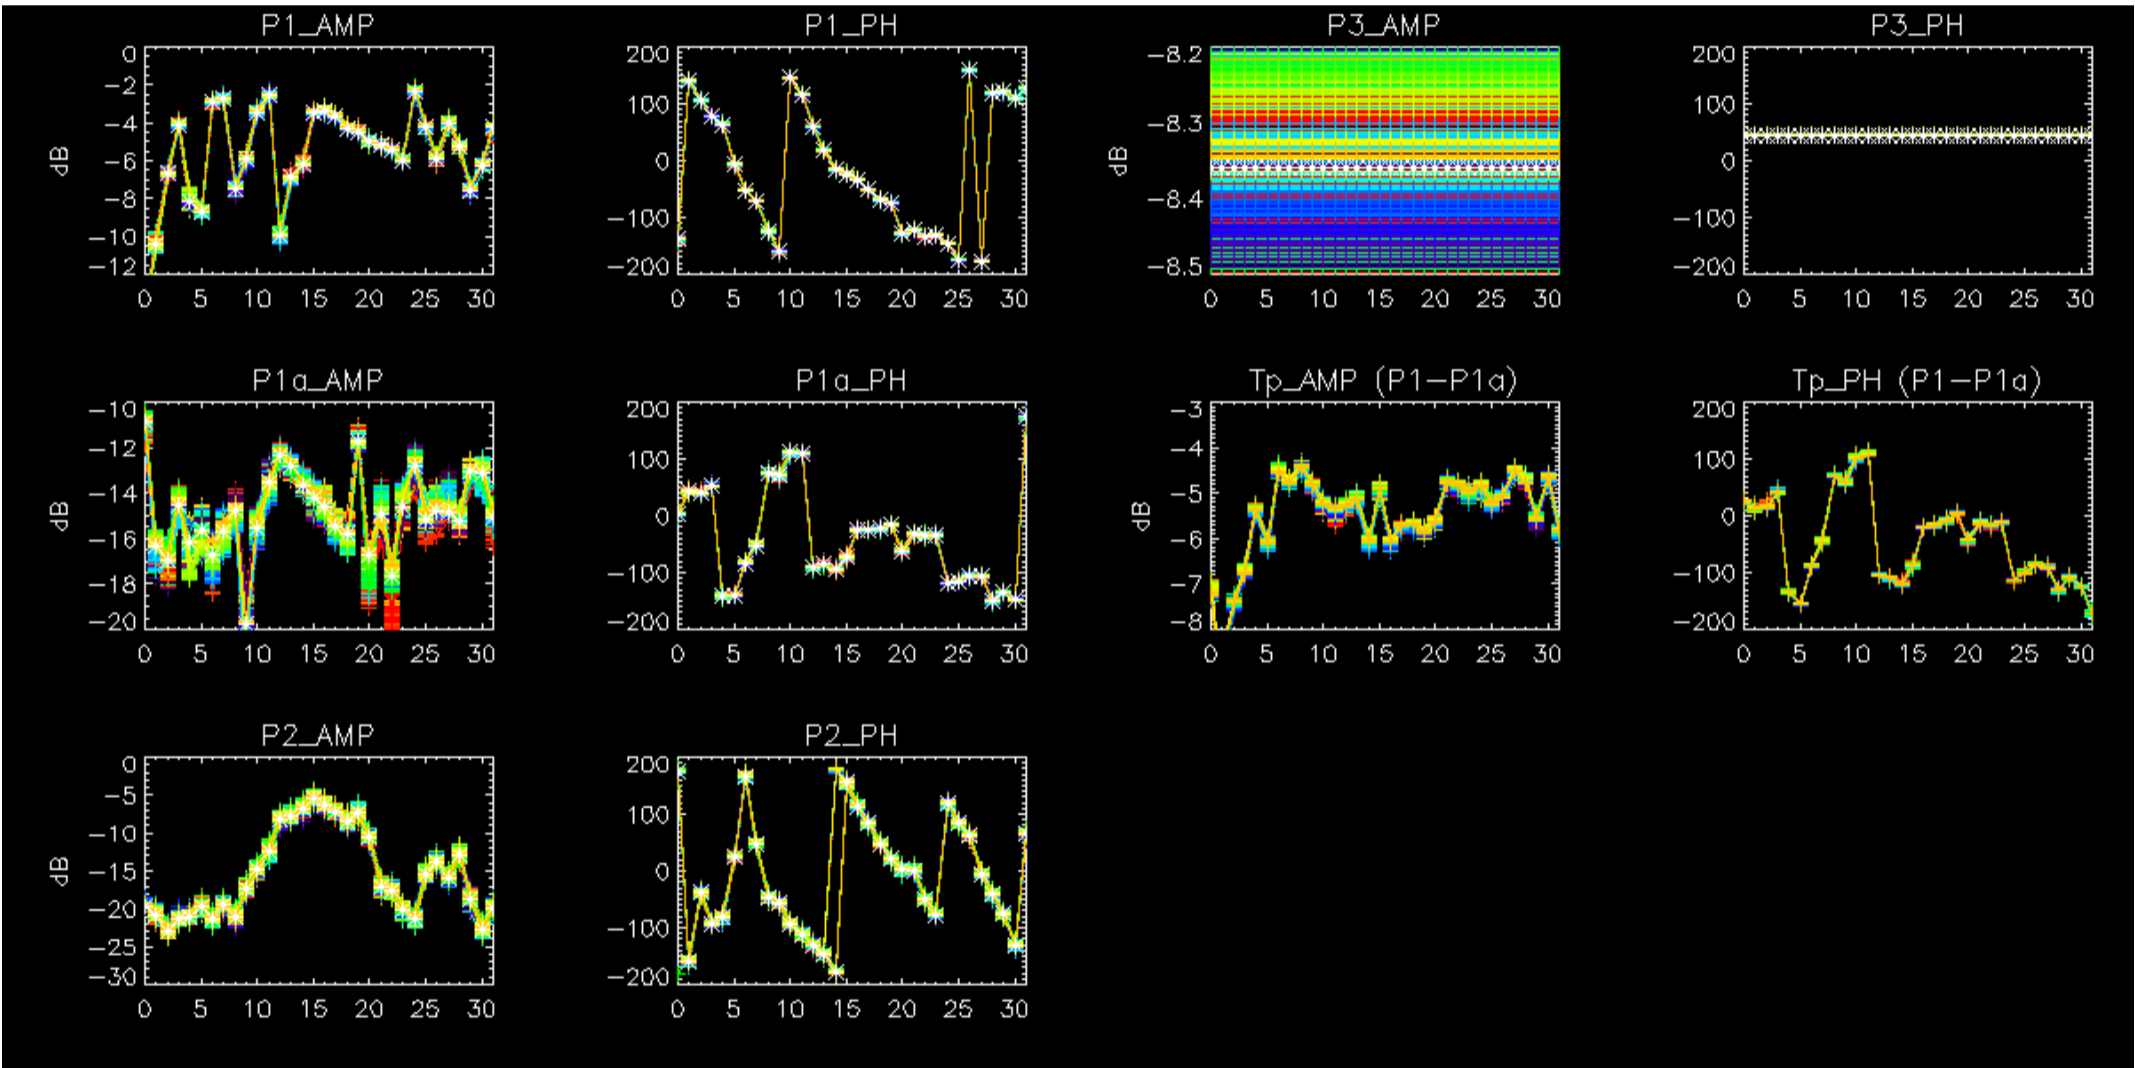 P1_AMP P1_PH P3_AMP P3_PH
0 200 -8.2 200
-2 100 -8.3 100
-4 0 -8.4 0
-6 -100 -8.5 -100
-8 -200 -200
-10
-12
dB dB
0 5 10 15 20 25 30 0 5 10 15 20 25 30 0 5 10 15 20 25 30 0 5 10 15 20 25 30
P1a_AMP P1a_PH Tp_AMP (P1-P1a) Tp_PH (P1-P1a)
-10 200 -3 200
-12 100 -4 100
-14 0 -5 0
-16 -100 -6 -100
-18 -200 -7 -200
-20 -8
dB dB
0 5 10 15 20 25 30 0 5 10 15 20 25 30 0 5 10 15 20 25 30 0 5 10 15 20 25 30
P2_AMP P2_PH
0 200
-5 100
-10 0
-15 -100
-20 -200
-25
-30
dB
0 5 10 15 20 25 30 0 5 10 15 20 25 30